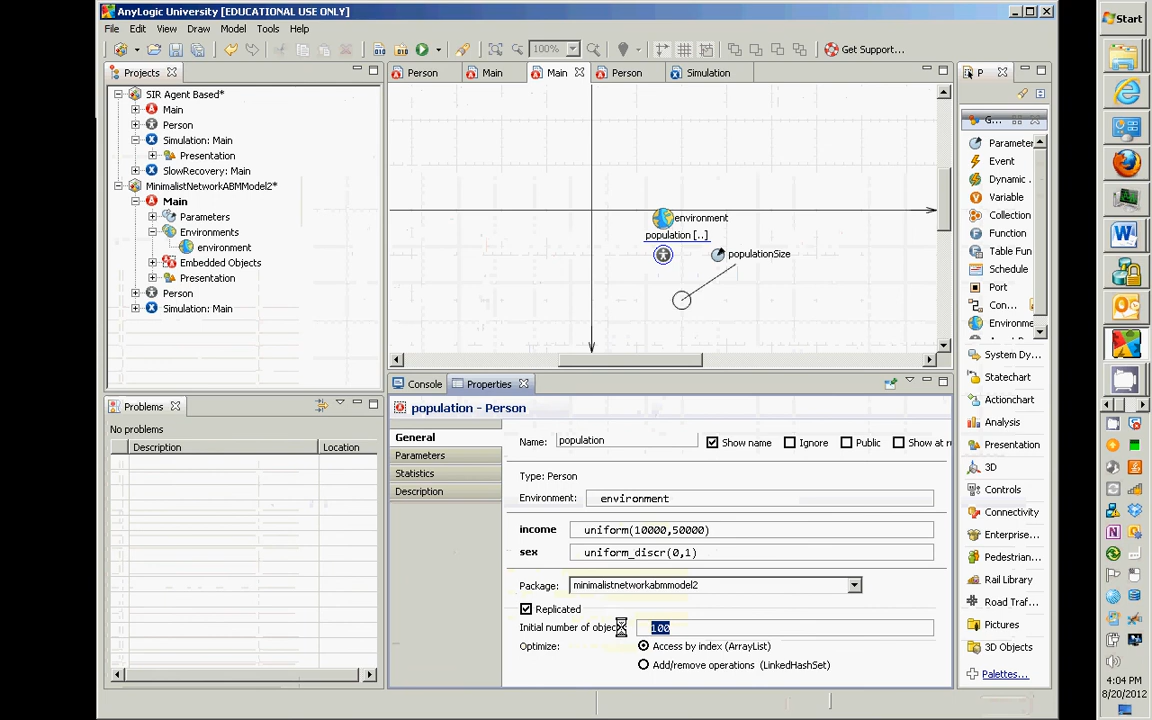 AnyLogic University [EDUCATIONAL USE ONLY]
File Edit View Draw Model Tools Help
100% Get Support...
Projects
SIR Agent Based*
Main
Person
Simulation: Main
Presentation
SlowRecovery: Main
MinimalistNetworkABMModel2*
Main
Parameters
Environments
environment
Embedded Objects
Presentation
Person
Simulation: Main
Problems
No problems
Description Location
Person Main Main Person Simulation
environment
population [..]
populationSize
Console Properties
population - Person
General
Parameters
Statistics
Description
Name: population Show name Ignore Public Show at ru
Type: Person
Environment: environment
income uniform(10000,50000)
sex uniform_discr(0,1)
Package: minimalistnetworkabmmodel2
Replicated
Initial number of objec 100
Optimize: Access by index (ArrayList)
Add/remove operations (LinkedHashSet)
P
G...
Parameter
Event
Dynamic
Variable
Collection
Function
Table Fun
Schedule
Port
Con...
Environme
System Dy...
Statechart
Actionchart
Analysis
Presentation
3D
Controls
Connectivity
Enterprise...
Pedestrian...
Rail Library
Road Traf...
Pictures
3D Objects
Palettes...
Start
4:04 PM
8/20/2012